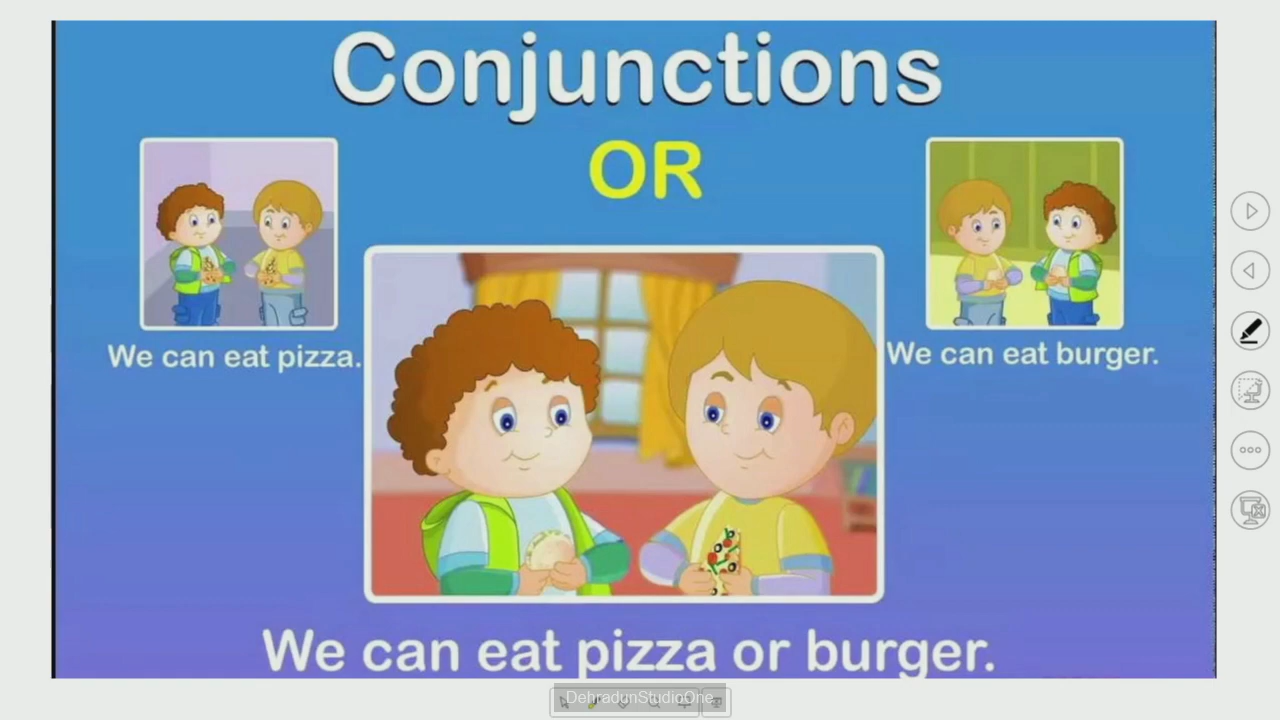 Conjunctions
OR
We can eat pizza.
We can eat burger.
We can eat pizza or burger.
DehradunStudioOne